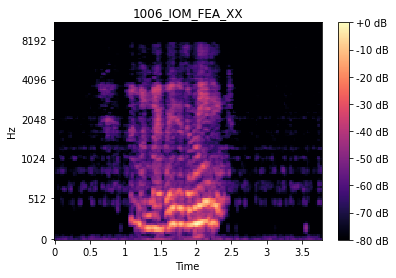 1006_IOM_FEA_XX
+0 dB
8192
-10 dB
4096
-20 dB
-30 dB
2048
Hz
-40 dB
1024
-50 dB
512
-60 dB
-70 dB
0
-80 dB
0 0.5 1 1.5 2 2.5 3 3.5
Time